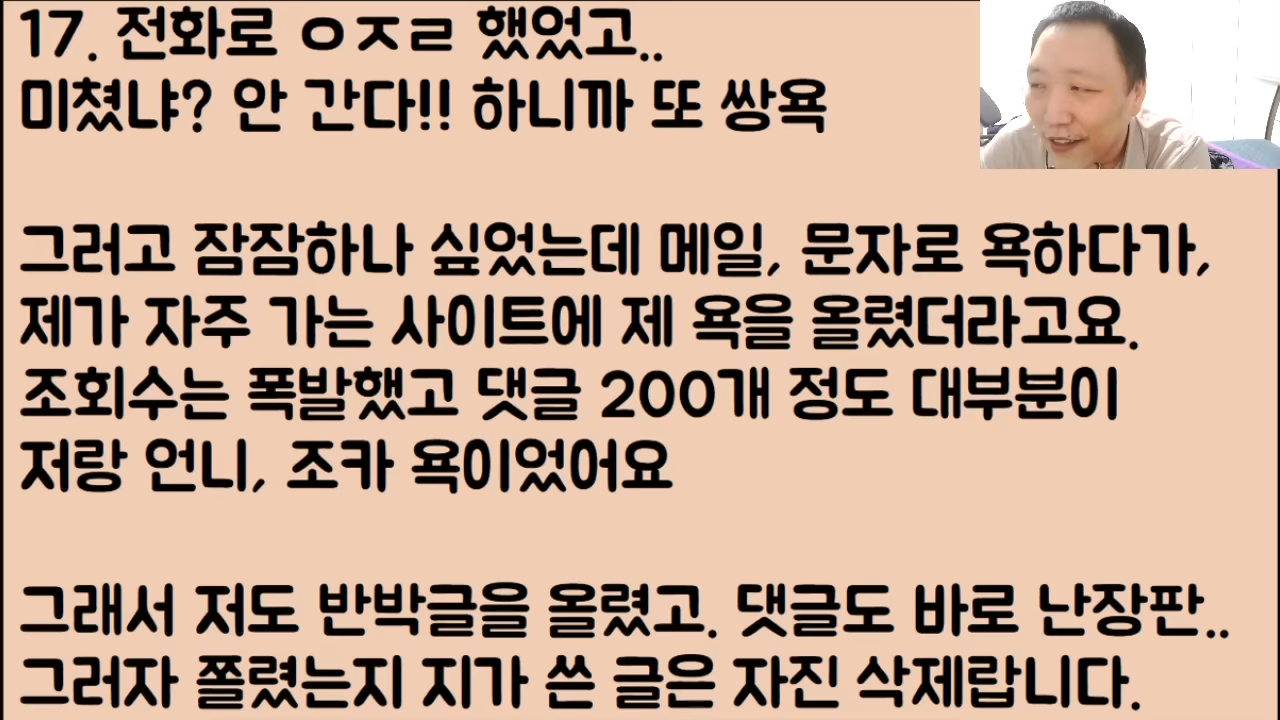 17. 전화로 ㅇㅈㄹ 했었고..
미쳤냐? 안 간다!! 하니까 또 쌍욕
그러고 잠잠하나 싶었는데 메일, 문자로 욕하다가,
제가 자주 가는 사이트에 제 욕을 올렸더라고요.
조회수는 폭발했고 댓글 200개 정도 대부분이
저랑 언니, 조카 욕이었어요
그래서 저도 반박글을 올렸고. 댓글도 바로 난장판..
그러자 쫄렸는지 지가 쓴 글은 자진 삭제랍니다.